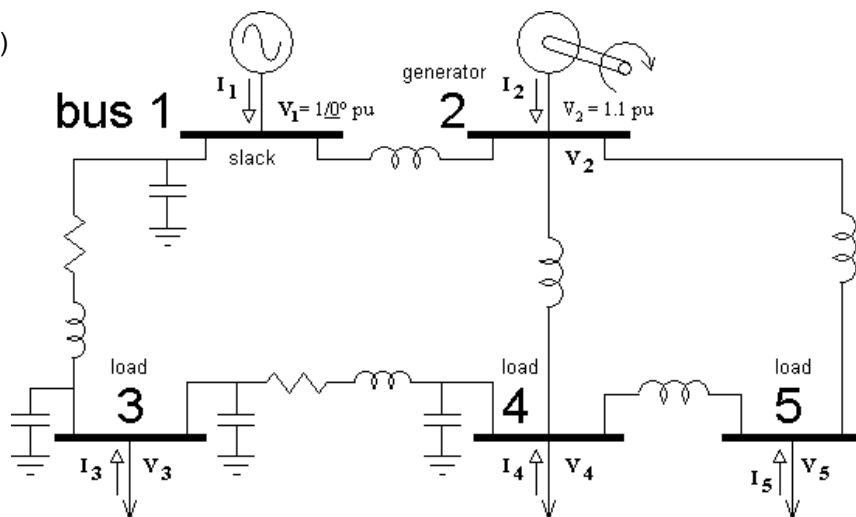 )
generator
I1
I2
bus 1
V1= 1/0º pu
2
V2 = 1.1 pu
slack
V2
load
load
load
3
4
5
I3
V3
I4
V4
I5
V5